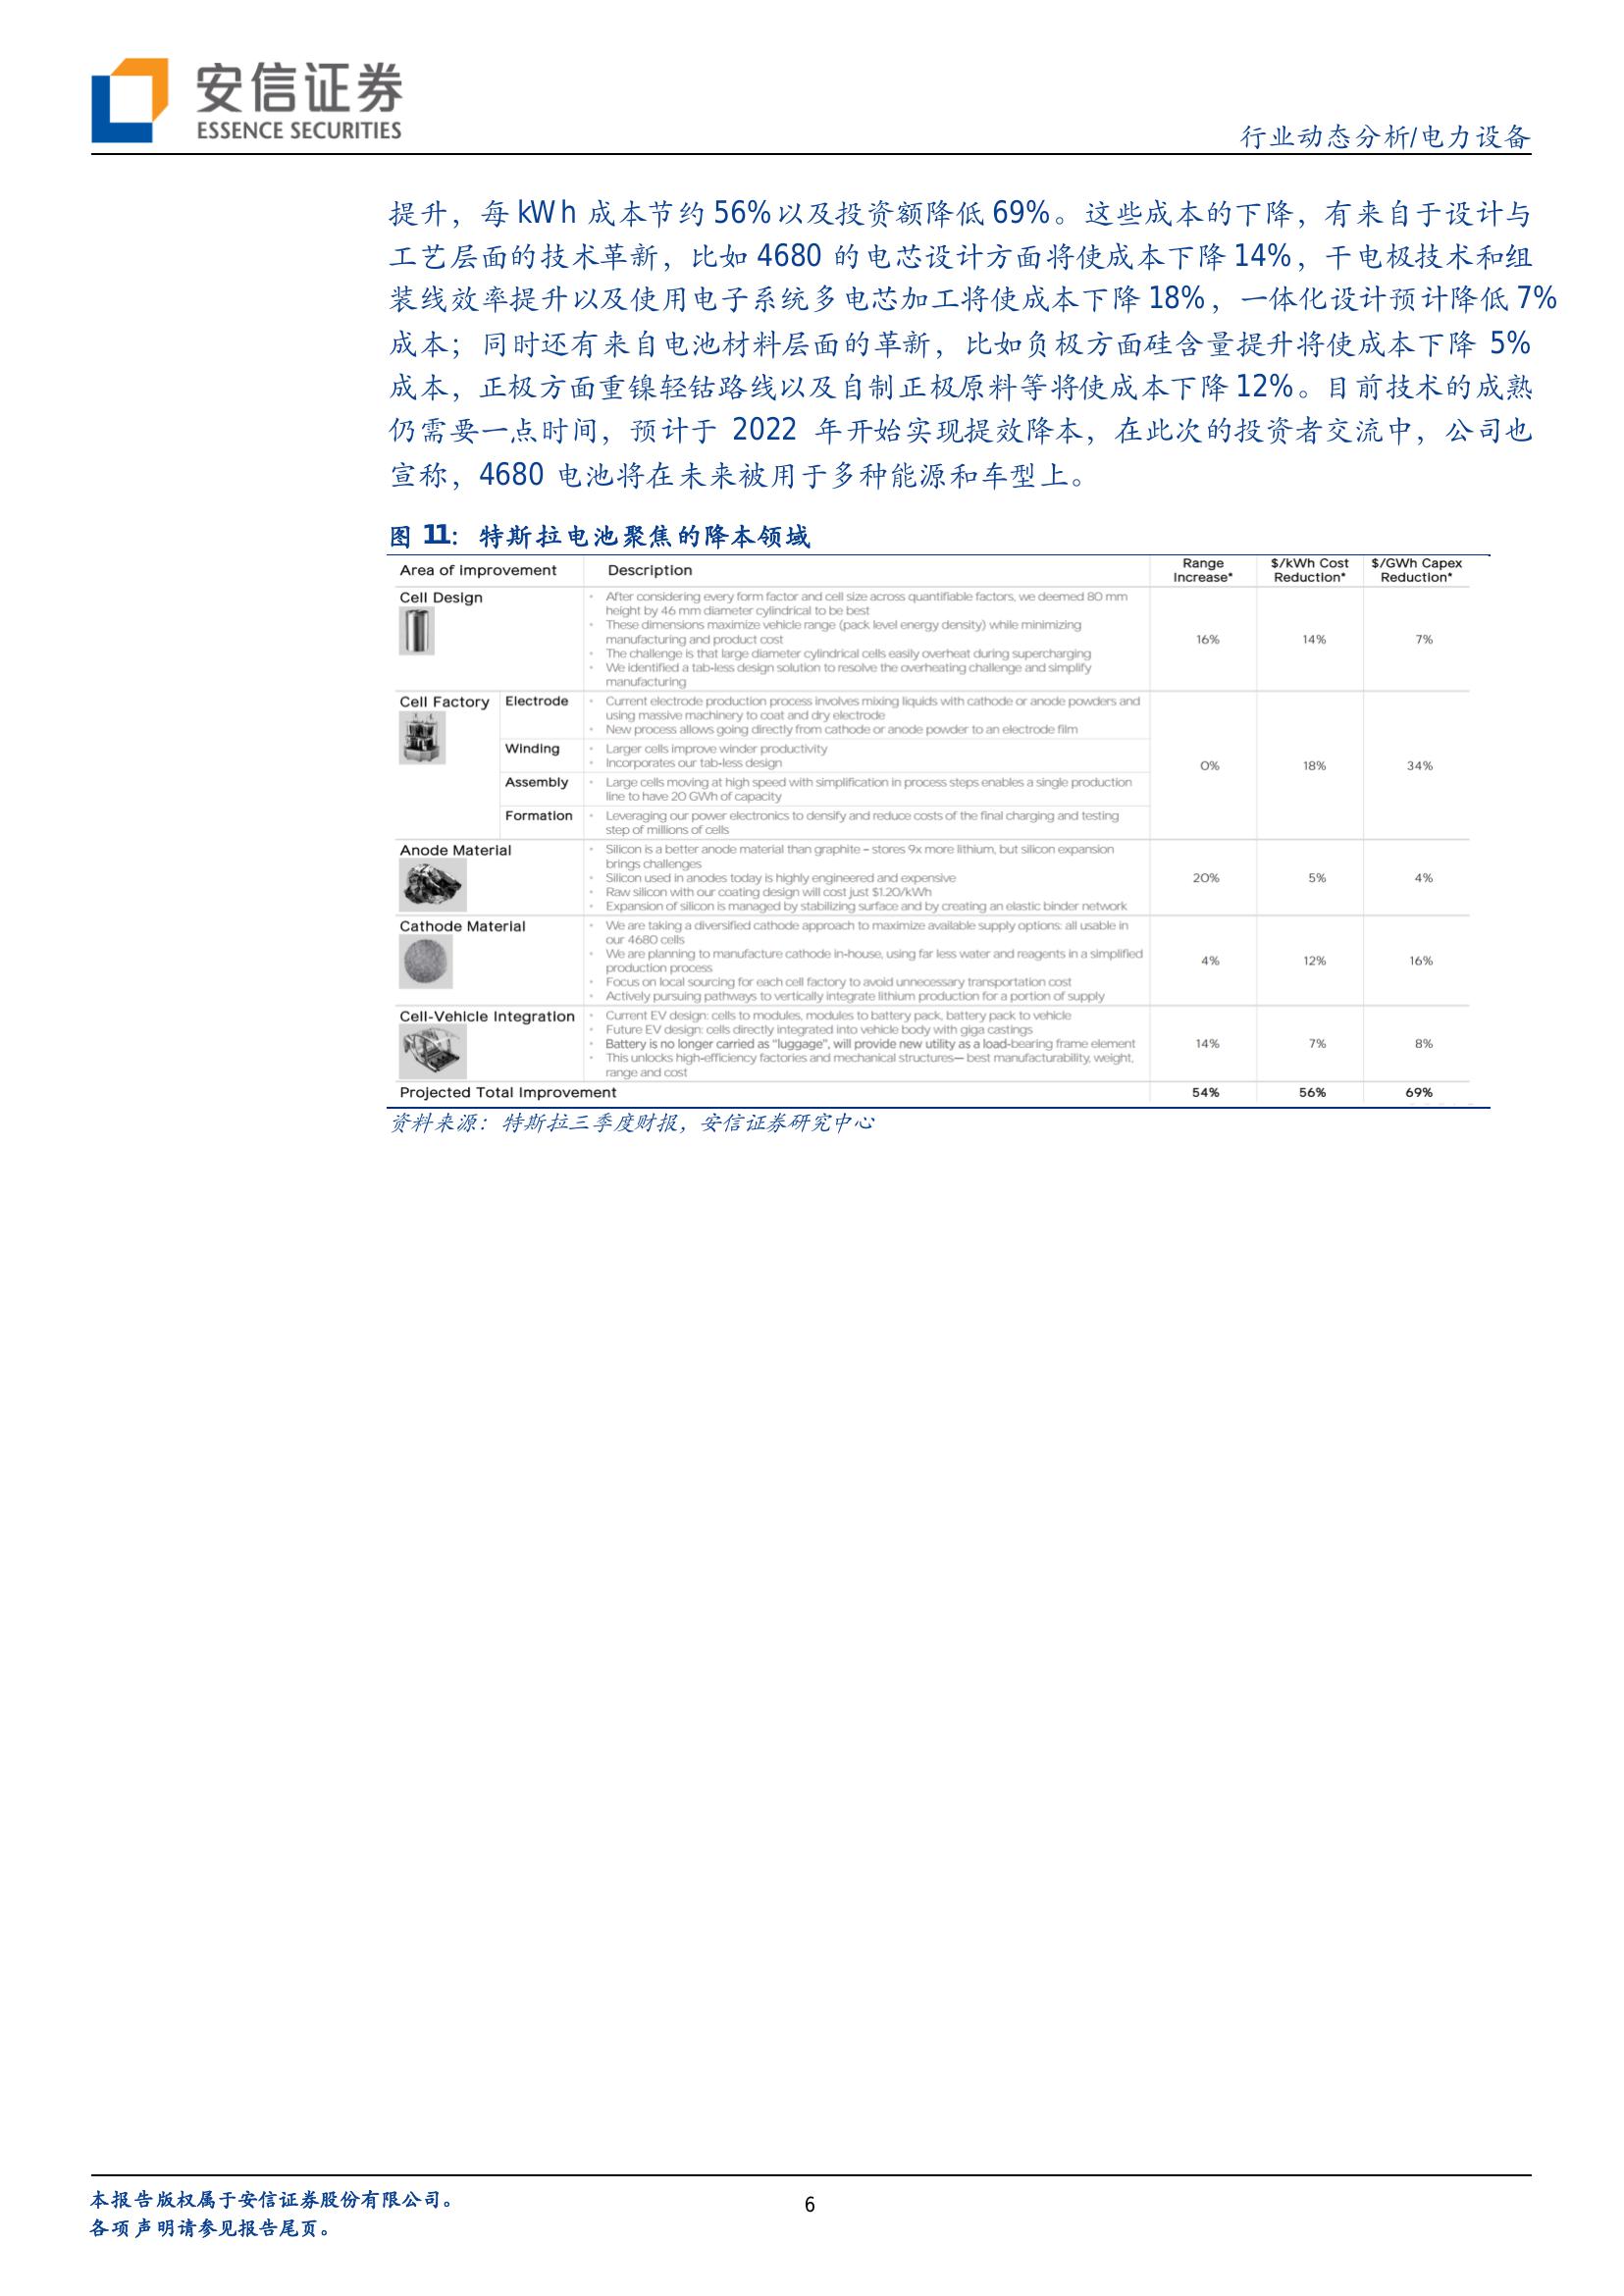 安信证券
ESSENCE SECURITIES
行业动态分析/电力设备
提升，每 kWh 成本节约 56%以及投资额降低 69%。这些成本的下降，有来自于设计与
工艺层面的技术革新，比如 4680 的电芯设计方面将使成本下降 14%，干电极技术和组
装线效率提升以及使用电子系统多电芯加工将使成本下降 18%，一体化设计预计降低 7%
成本；同时还有来自电池材料层面的革新，比如负极方面硅含量提升将使成本下降 5%
成本，正极方面重镍轻钴路线以及自制正极原料等将使成本下降 12%。目前技术的成熟
仍需要一点时间，预计于 2022 年开始实现提效降本，在此次的投资者交流中，公司也
宣称，4680 电池将在未来被用于多种能源和车型上。
图 11：特斯拉电池聚焦的降本领域
Area of improvement Description Range Increase* $/kWh Cost Reduction* $/GWh Capex Reduction*
Cell Design
• After considering every form factor and cell size across quantifiable factors, we deemed 80 mm
height by 46 mm diameter cylindrical to be best
• These dimensions maximize vehicle range (pack level energy density) while minimizing
manufacturing and product cost
• The challenge is that large diameter cylindrical cells easily overheat during supercharging
• We identified a tab-less design solution to resolve the overheating challenge and simplify
manufacturing
16% 14% 7%
Cell Factory
Electrode
• Current electrode production process involves mixing liquids with cathode or anode powders and
using massive machinery to coat and dry electrode
• New process allows going directly from cathode or anode powder to an electrode film
Winding
• Larger cells improve winder productivity
• Incorporates our tab-less design
Assembly
• Large cells moving at high speed with simplification in process steps enables a single production
line to have 20 GWh of capacity
Formation
• Leveraging our power electronics to densify and reduce costs of the final charging and testing
step of millions of cells
0% 18% 34%
Anode Material
• Silicon is a better anode material than graphite – stores 9x more lithium, but silicon expansion
brings challenges
• Silicon used in anodes today is highly engineered and expensive
• Raw silicon with our coating design will cost just $1.20/kWh
• Expansion of silicon is managed by stabilizing surface and by creating an elastic binder network
20% 5% 4%
Cathode Material
• We are taking a diversified cathode approach to maximize available supply options: all usable in
our 4680 cells
• We are planning to manufacture cathode in-house, using far less water and reagents in a simplified
production process
• Focus on local sourcing for each cell factory to avoid unnecessary transportation cost
• Actively pursuing pathways to vertically integrate lithium production for a portion of supply
4% 12% 16%
Cell-Vehicle Integration
• Current EV design: cells to modules, modules to battery pack, battery pack to vehicle
• Future EV design: cells directly integrated into vehicle body with giga castings
• Battery is no longer carried as "luggage", will provide new utility as a load-bearing frame element
• This unlocks high-efficiency factories and mechanical structures— best manufacturability, weight,
range and cost
14% 7% 8%
Projected Total Improvement 54% 56% 69%
资料来源：特斯拉三季度财报，安信证券研究中心
本报告版权属于安信证券股份有限公司。
各项声明请参见报告尾页。
6